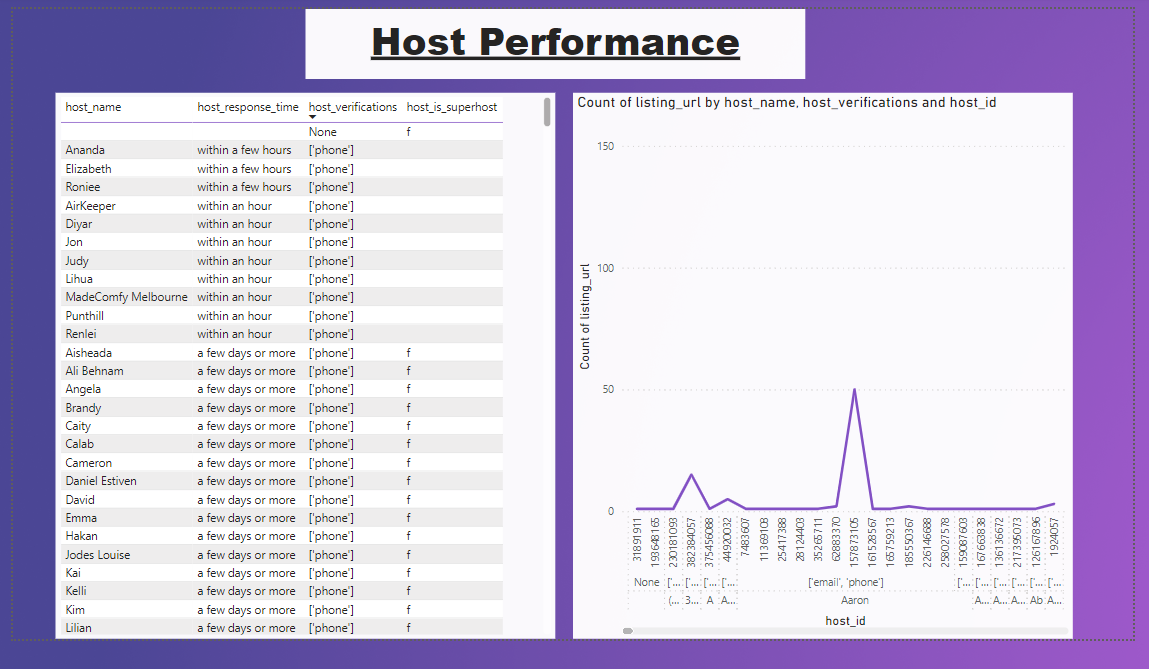 Host Performance
host_name host_response_time host_verifications host_is_superhost
None f
Ananda within a few hours ['phone']
Elizabeth within a few hours ['phone']
Roniee within a few hours ['phone']
AirKeeper within an hour ['phone']
Diyar within an hour ['phone']
Jon within an hour ['phone']
Judy within an hour ['phone']
Lihua within an hour ['phone']
MadeComfy Melbourne within an hour ['phone']
Punthill within an hour ['phone']
Renlei within an hour ['phone']
Aisheada a few days or more ['phone'] f
Ali Behnam a few days or more ['phone'] f
Angela a few days or more ['phone'] f
Brandy a few days or more ['phone'] f
Caity a few days or more ['phone'] f
Calab a few days or more ['phone'] f
Cameron a few days or more ['phone'] f
Daniel Estiven a few days or more ['phone'] f
David a few days or more ['phone'] f
Emma a few days or more ['phone'] f
Hakan a few days or more ['phone'] f
Jodes Louise a few days or more ['phone'] f
Kai a few days or more ['phone'] f
Kelli a few days or more ['phone'] f
Kim a few days or more ['phone'] f
Lilian a few days or more ['phone'] f
Count of listing_url by host_name, host_verifications and host_id
150
100
50
0
Count of listing_url
31891911
193648165
230181093
382384057
375456088
44920032
7483607
11369108
25417388
28124403
35265711
62883370
157873105
161528567
165759213
185550367
226146688
258027578
159087603
167663838
136136672
217395073
126167896
1924057
None ['... ['... ['... ['... ['email', 'phone'] ['... ['... ['... ['... ['... ['...
(... 3... A A... Aaron A... A... A... Ab A...
host_id